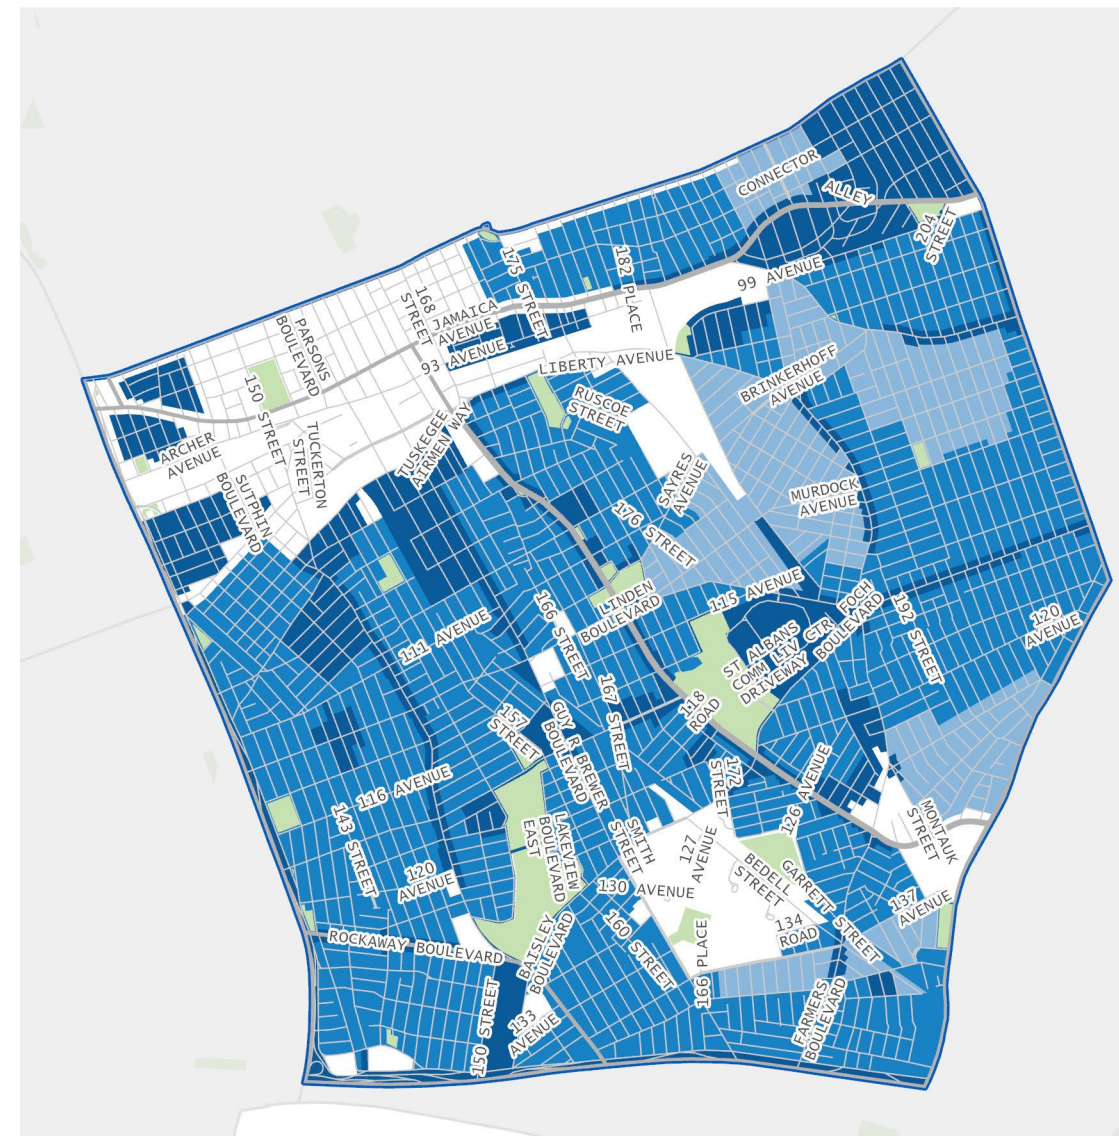 CONNECTOR
ALLEY
204
STREET
175 STREET
182 PLACE
99 AVENUE
168
STREET
JAMAICA
AVENUE
93 AVENUE
PARSONS
BOULEVARD
LIBERTY AVENUE
150 STREET
BRINKERHOFF
AVENUE
RUSCOE
STREET
TUSKEGEE
AIRMEN WAY
ARCHER
AVENUE
TUCKERTON
STREET
SUTPHIN
BOULEVARD
SAYRES
AVENUE
MURDOCK
AVENUE
176 STREET
LINDEN
BOULEVARD
115 AVENUE
FOCH
BOULEVARD
192 STREET
120
AVENUE
111 AVENUE
166 STREET
ST ALBANS
COMM LIV CTR
DRIVEWAY
167 STREET
118
ROAD
157
STREET
GUY R BREWER
BOULEVARD
116 AVENUE
172
STREET
126 AVENUE
143 STREET
LAKEVIEW
BOULEVARD
EAST
SMITH
STREET
127
AVENUE
MONTAUK
STREET
120
AVENUE
130 AVENUE
BEDELL
STREET
GARRETT STREET
137
AVENUE
ROCKAWAY BOULEVARD
BAISLEY
BOULEVARD
160 STREET
134
ROAD
169 PLACE
150 STREET
133
AVENUE
FARMERS
BOULEVARD